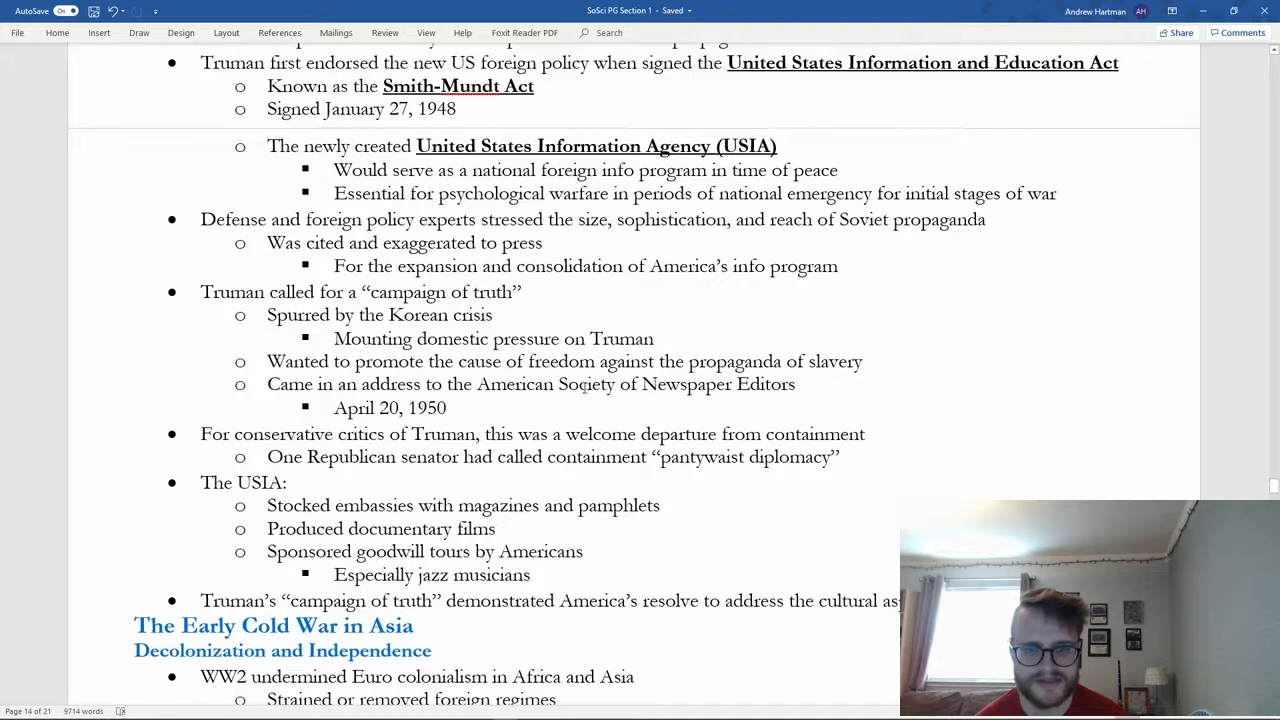 AutoSave On SoSci PG Section 1 - Saved Andrew Hartman AH
File Home Insert Draw Design Layout References Mailings Review View Help Foxit Reader PDF Search Share Comments
• Truman first endorsed the new US foreign policy when signed the United States Information and Education Act
o Known as the Smith-Mundt Act
o Signed January 27, 1948
o The newly created United States Information Agency (USIA)
▪ Would serve as a national foreign info program in time of peace
▪ Essential for psychological warfare in periods of national emergency for initial stages of war
• Defense and foreign policy experts stressed the size, sophistication, and reach of Soviet propaganda
o Was cited and exaggerated to press
▪ For the expansion and consolidation of America's info program
• Truman called for a “campaign of truth”
o Spurred by the Korean crisis
▪ Mounting domestic pressure on Truman
o Wanted to promote the cause of freedom against the propaganda of slavery
o Came in an address to the American Society of Newspaper Editors
▪ April 20, 1950
• For conservative critics of Truman, this was a welcome departure from containment
o One Republican senator had called containment “pantywaist diplomacy”
• The USIA:
o Stocked embassies with magazines and pamphlets
o Produced documentary films
o Sponsored goodwill tours by Americans
▪ Especially jazz musicians
• Truman's “campaign of truth” demonstrated America's resolve to address the cultural
The Early Cold War in Asia
Decolonization and Independence
• WW2 undermined Euro colonialism in Africa and Asia
o Strained or removed foreign regimes
Page 14 of 21 9714 words